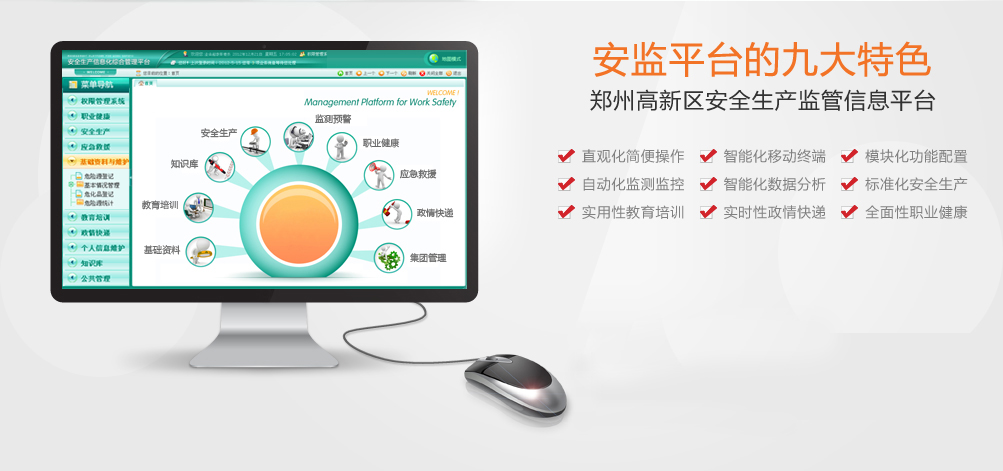 安监平台的九大特色
郑州高新区安全生产监管信息平台
直观化简便操作 智能化移动终端 模块化功能配置
自动化监测监控 智能化数据分析 标准化安全生产
实用性教育培训 实时性政情快递 全面性职业健康
安全生产信息化综合管理平台
WELCOME
菜单导航
权限管理系统
职业健康
安全生产
应急救援
基础资料与维护
危险源登记
基本情况管理
危化品登记
危险源统计
教育培训
政情快递
个人信息维护
知识库
公共管理
首页
WELCOME !
Management Platform for Work Safety
监测预警
安全生产
职业健康
知识库
应急救援
教育培训
政情快递
基础资料
集团管理